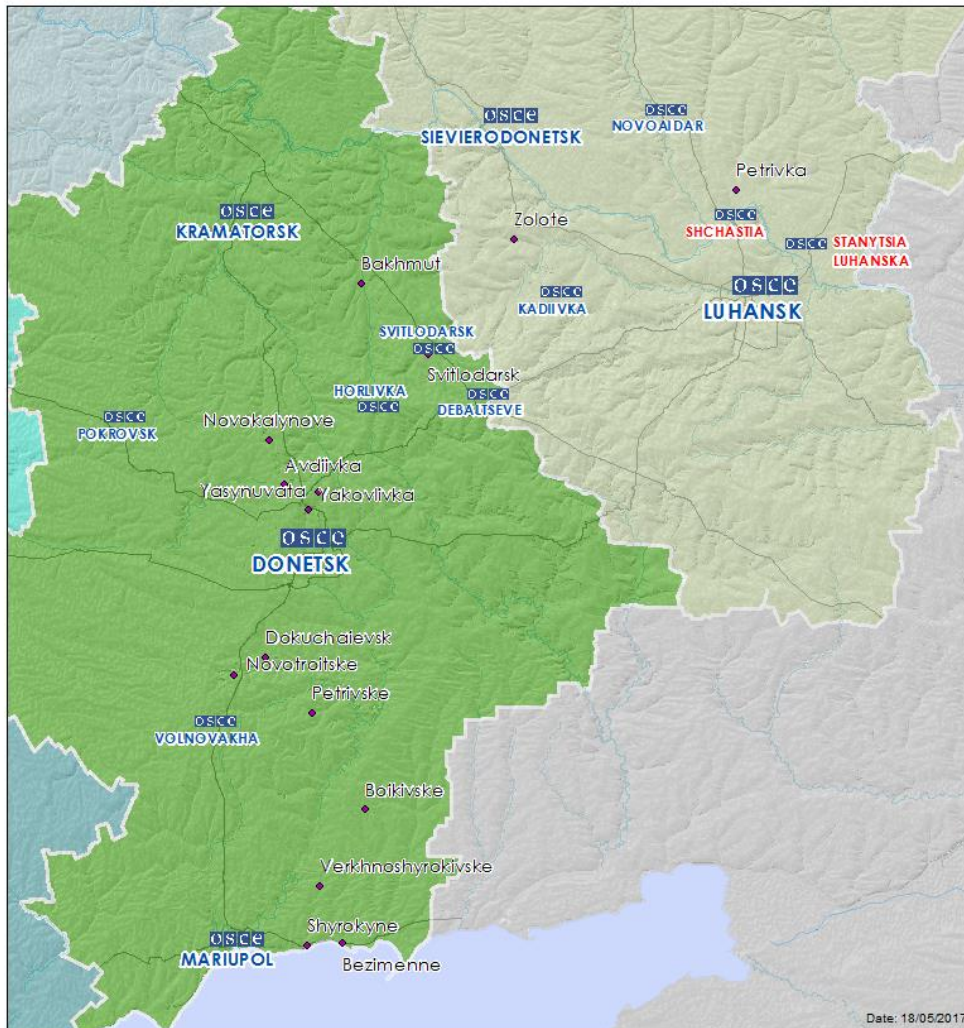 OSCE
SIEVIERODONETSK
OSCE
NOVOAIDAR
Petrivka
OSCE
KRAMATORSK
OSCE
SHCHASTIA
Zolote
OSCE
STANYTSIA
LUHANSKA
Bakhmut
OSCE
KADIIVKA
OSCE
LUHANSK
SVITLODARSK
OSCE
Svitlodarsk
HORLIVKA
OSCE
OSCE
DEBALTSEVE
OSCE
POKROVSK
Novokalynove
Avdiivka
Yasynuvata
Yakovlivka
OSCE
DONETSK
Dokuchaievsk
Novotroitske
Petrivske
OSCE
VOLNOVAKHA
Boikivske
Verkhnoshyrokivske
Shyrokyne
OSCE
MARIUPOL
Bezimenne
Date: 18/05/2017